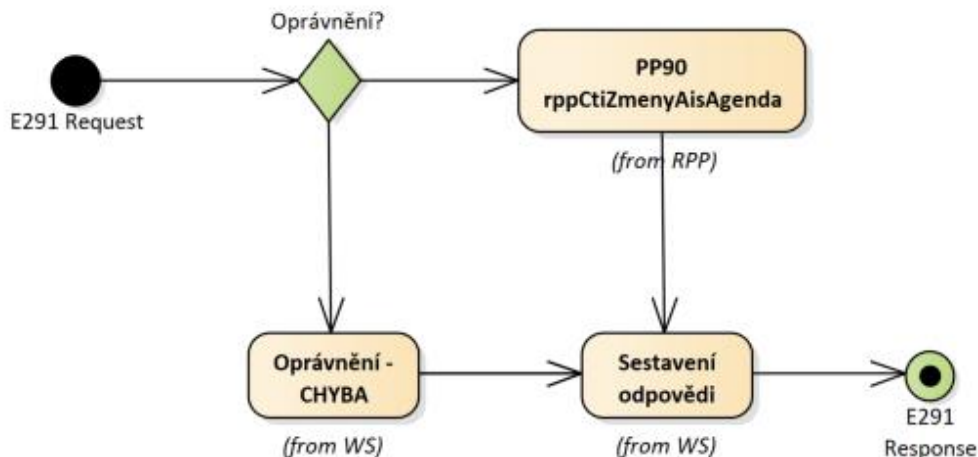 Oprávnění?
E291 Request
PP90
rppCtiZmenyAisAgenda
(from RPP)
Oprávnění -
CHYBA
(from WS)
Sestavení
odpovědi
(from WS)
E291
Response